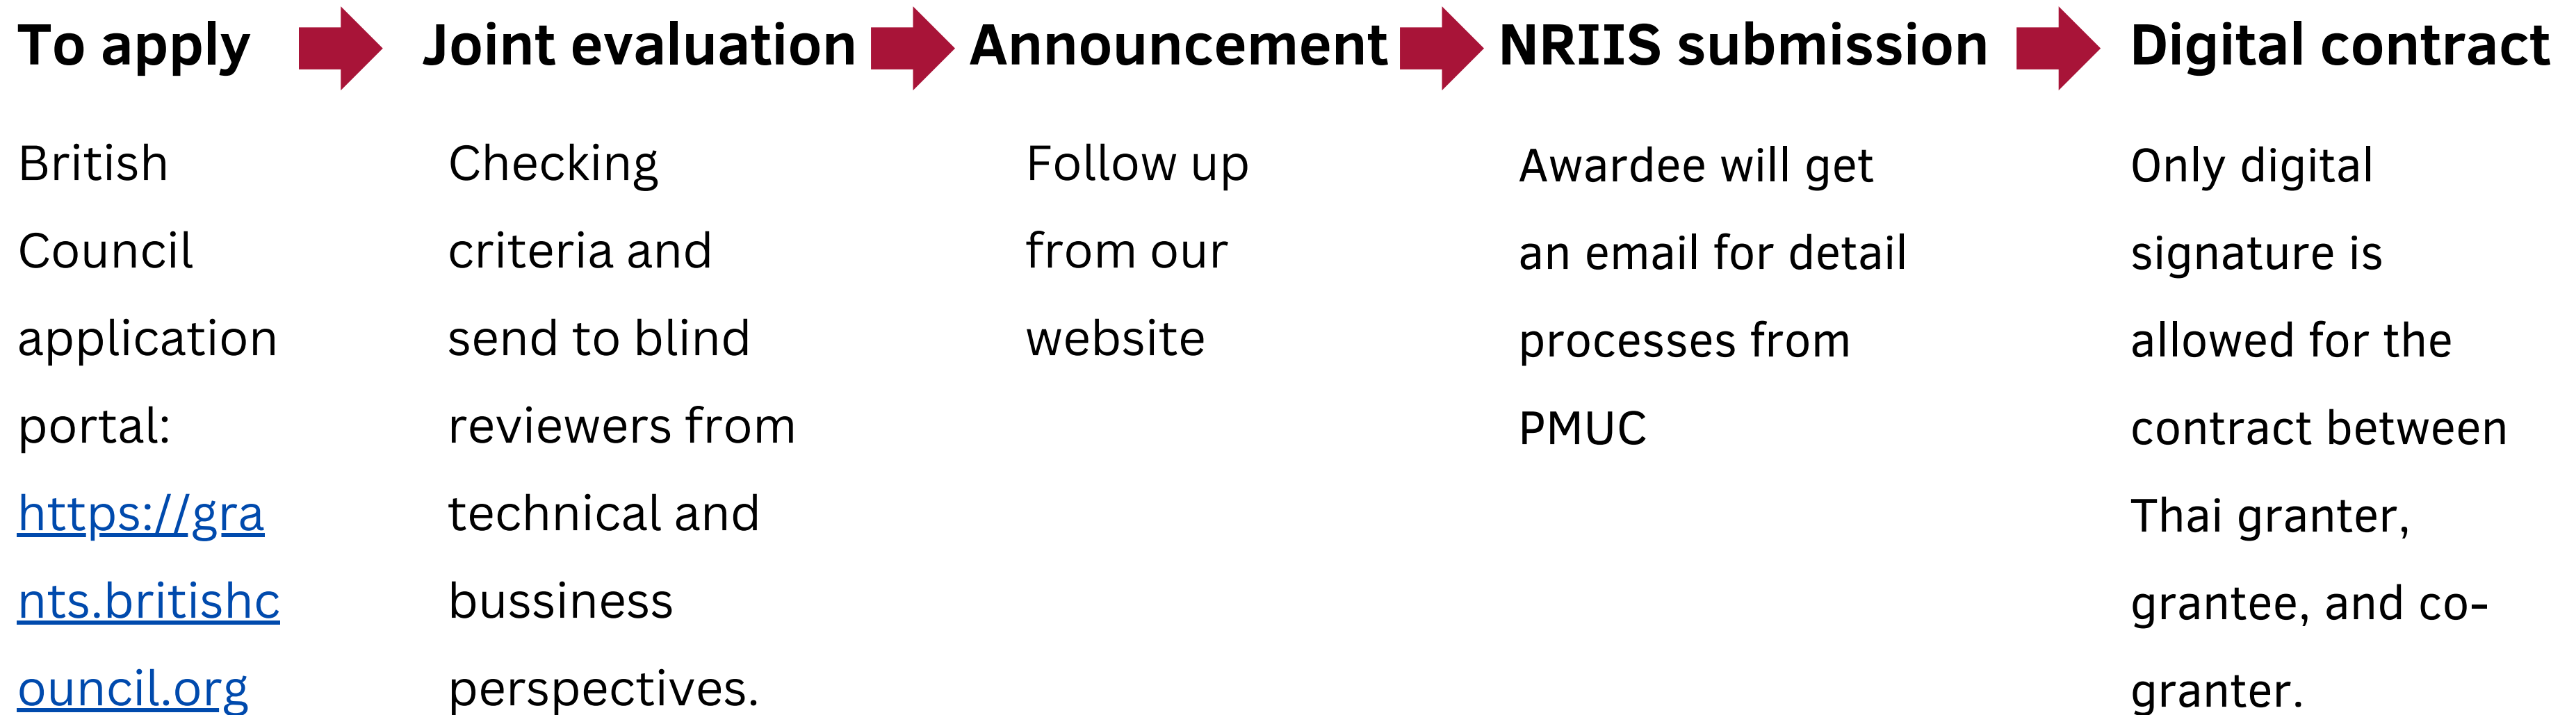 To apply
Joint evaluation
Announcement
NRIIS submission
Digital contract
British
Council
application
portal:
https://gra
nts.britishc
ouncil.org
Checking
criteria and
send to blind
reviewers from
technical and
bussiness
perspectives.
Follow up
from our
website
Awardee will get
an email for detail
processes from
PMUC
Only digital
signature is
allowed for the
contract between
Thai granter,
grantee, and co-
granter.